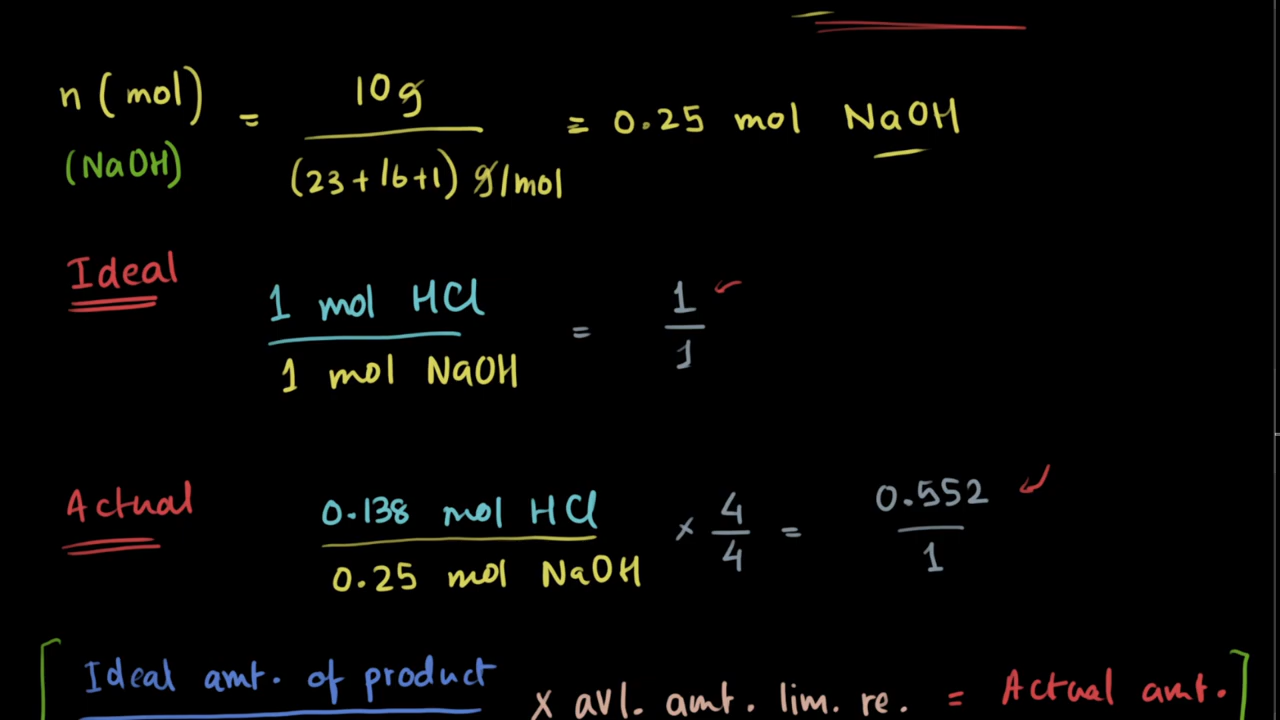 n (mol) = 10g / (23+16+1) g/mol = 0.25 mol NaOH
(NaOH)
Ideal
1 mol HCl / 1 mol NaOH = 1/1
Actual
0.138 mol HCl / 0.25 mol NaOH × 4/4 = 0.552/1
[ Ideal amt. of product x avl. amt. lim. re. = Actual amt. ]